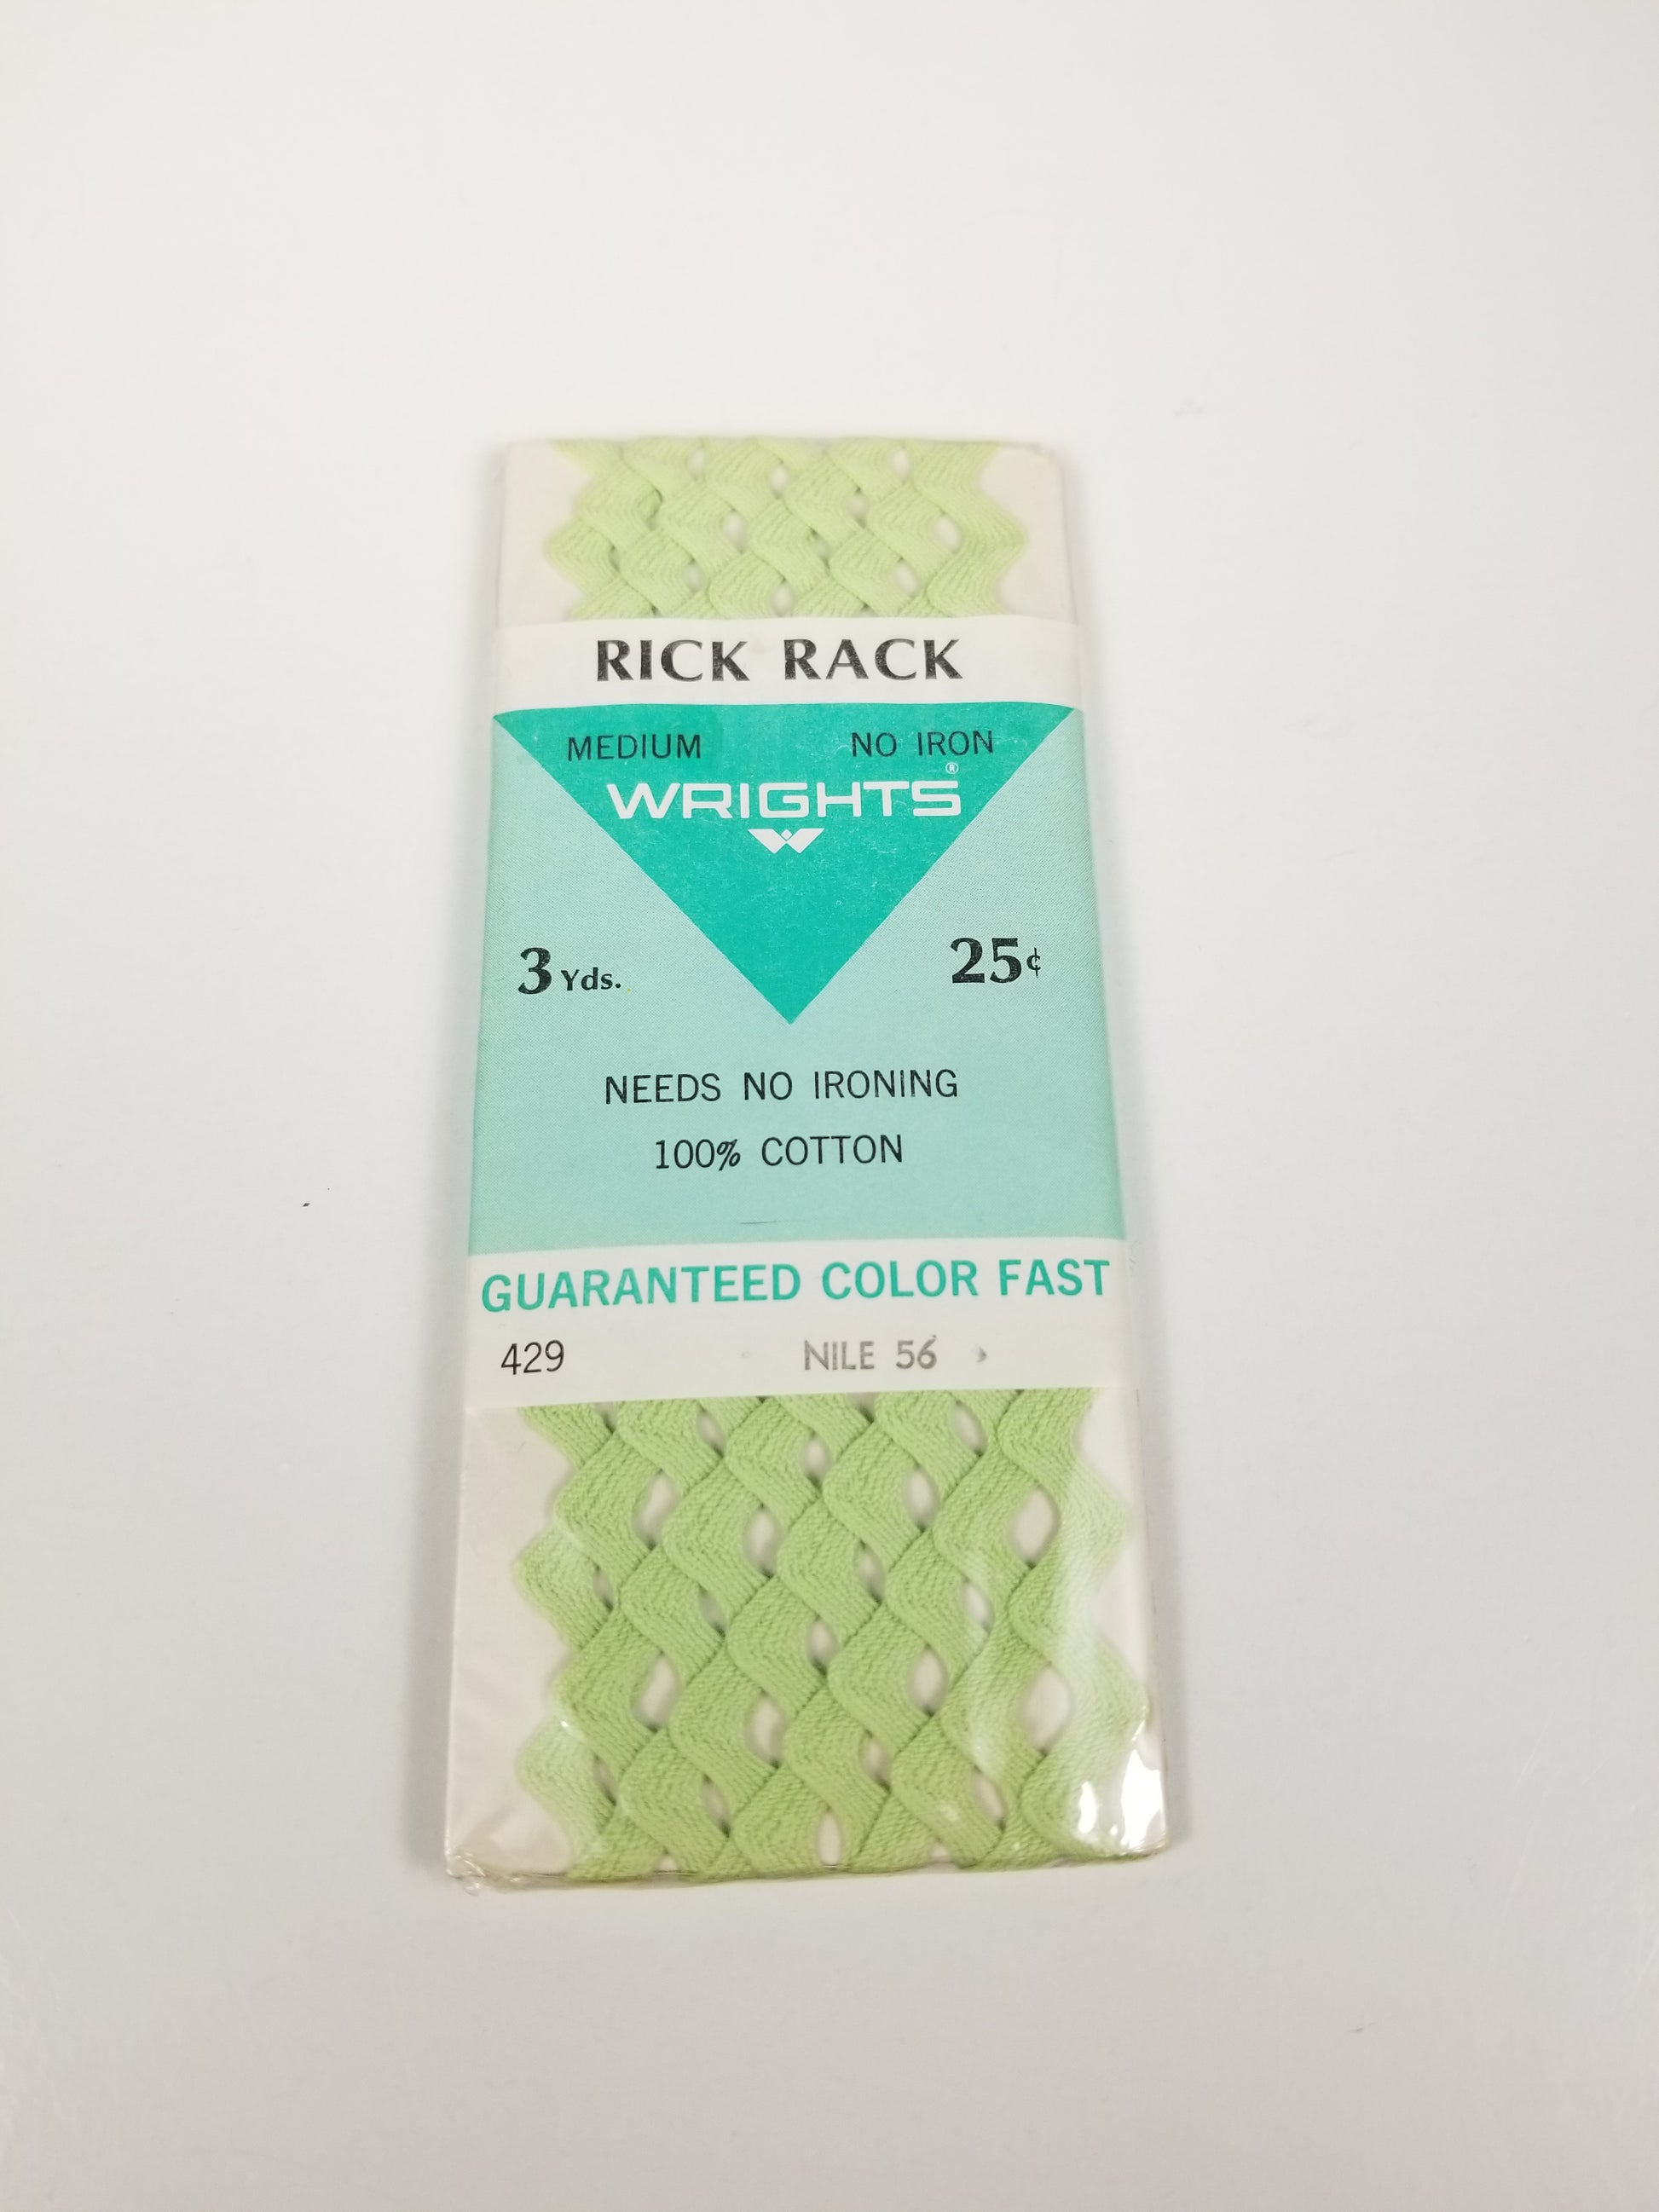 RICK RACK
MEDIUM NO IRON
WRIGHTS®
W
3 Yds. 25¢
NEEDS NO IRONING
100% COTTON
GUARANTEED COLOR FAST
429 NILE 56